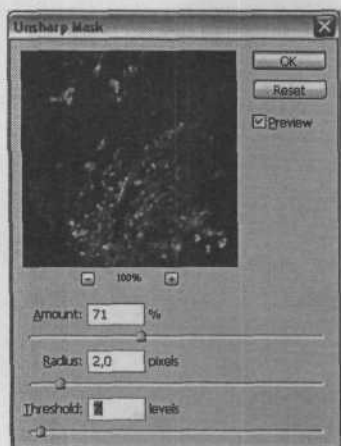 Unsharp Mask
OK
Reset
Preview
100%
Amount: 71 %
Radius: 2,0 pixels
Threshold: levels